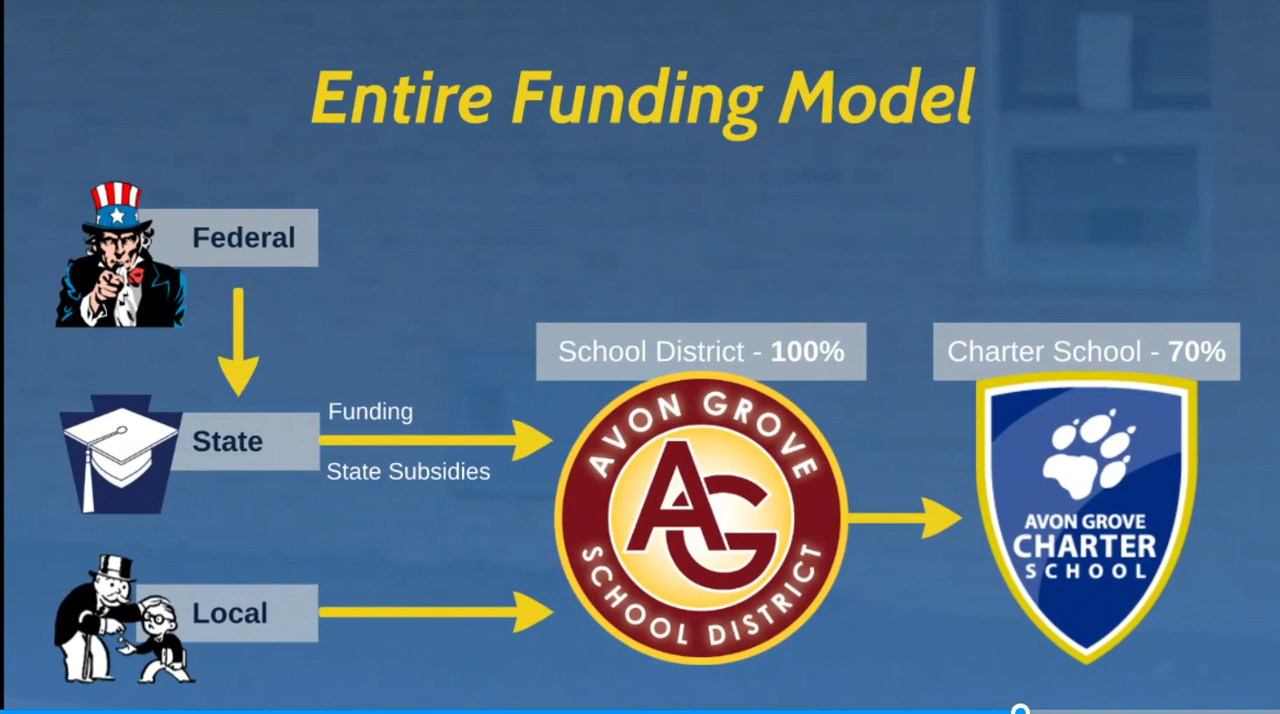 Entire Funding Model
Federal
School District - 100%
Charter School - 70%
State
Funding
State Subsidies
Local
AVON GROVE
AG
SCHOOL DISTRICT
AVON GROVE
CHARTER
SCHOOL